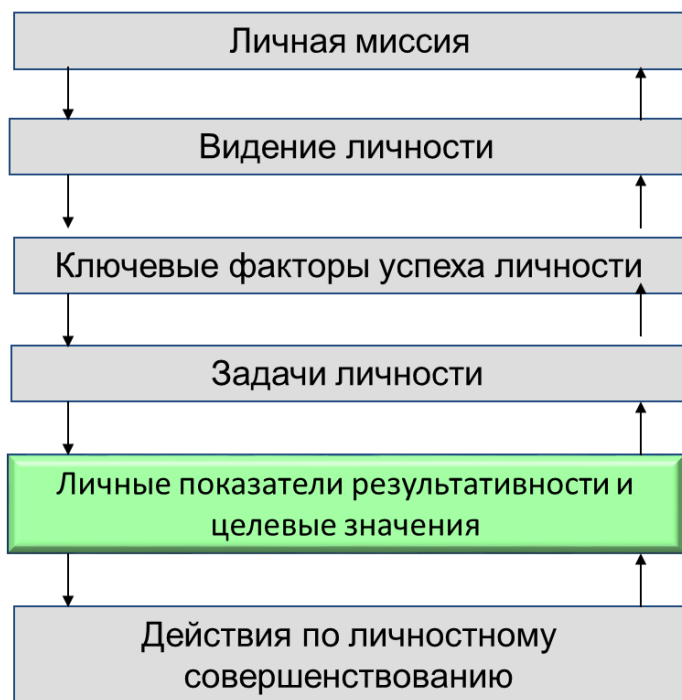 Личная миссия
Видение личности
Ключевые факторы успеха личности
Задачи личности
Личные показатели результативности и
целевые значения
Действия по личностному
совершенствованию